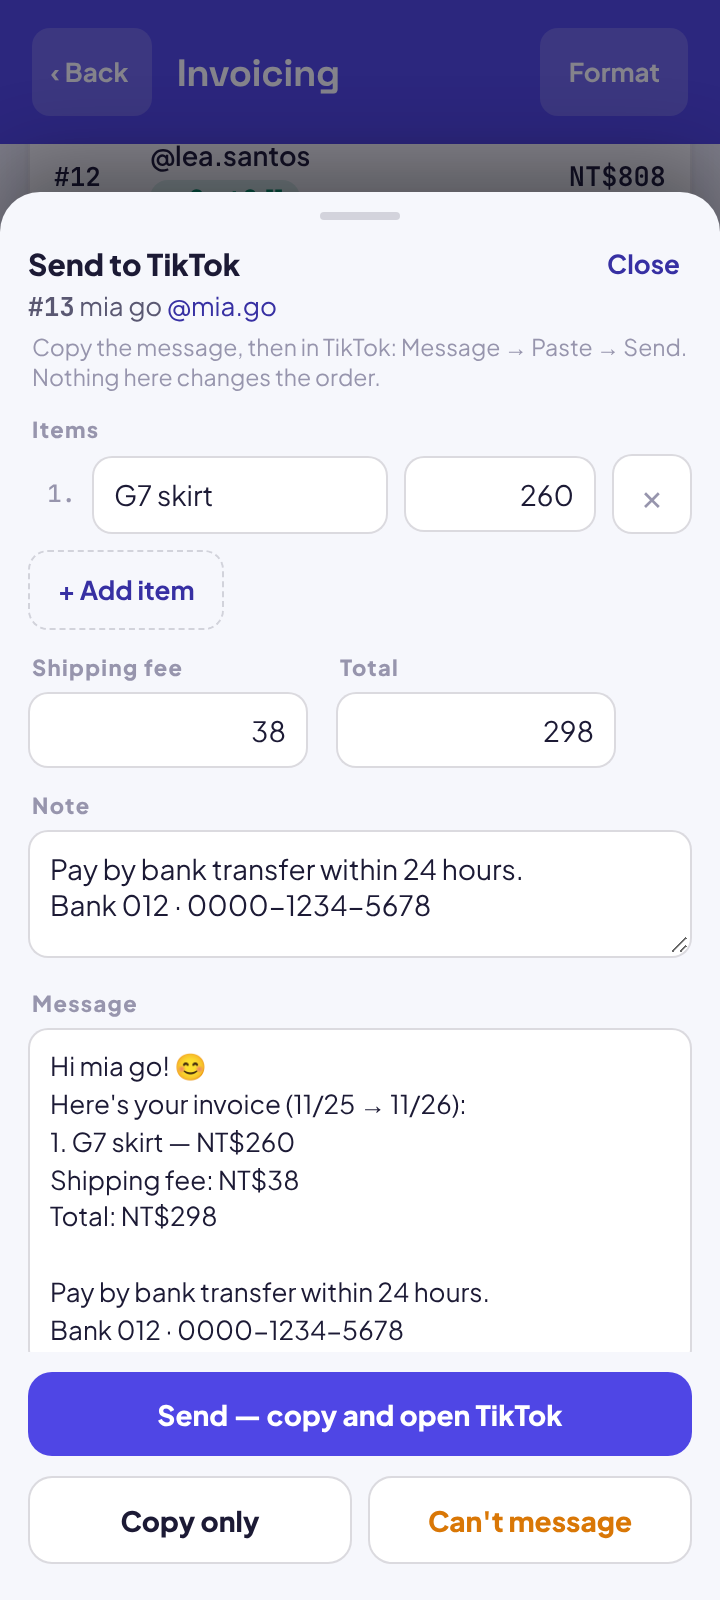 ‹ Back
Invoicing
Format
@lea.santos
#12
NT$808
Send to TikTok
Close
#13 mia go @mia.go
Copy the message, then in TikTok: Message → Paste → Send.
Nothing here changes the order.
Items
1. G7 skirt 260 ×
+ Add item
Shipping fee Total
38 298
Note
Pay by bank transfer within 24 hours.
Bank 012 · 0000-1234-5678
Message
Hi mia go! 😊
Here's your invoice (11/25 → 11/26):
1. G7 skirt — NT$260
Shipping fee: NT$38
Total: NT$298
Pay by bank transfer within 24 hours.
Bank 012 · 0000-1234-5678
Send — copy and open TikTok
Copy only
Can't message